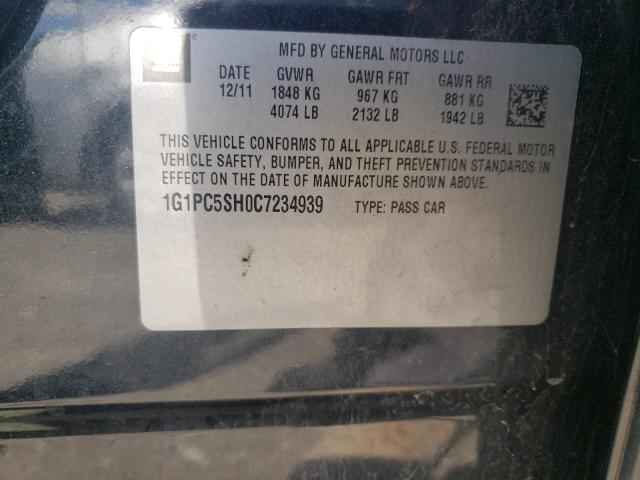 MFD BY GENERAL MOTORS LLC
DATE GVWR GAWR FRT GAWR RR
12/11 1848 KG 967 KG 881 KG
4074 LB 2132 LB 1942 LB
THIS VEHICLE CONFORMS TO ALL APPLICABLE U.S. FEDERAL MOTOR
VEHICLE SAFETY, BUMPER, AND THEFT PREVENTION STANDARDS IN
EFFECT ON THE DATE OF MANUFACTURE SHOWN ABOVE.
1G1PC5SH0C7234939 TYPE: PASS CAR